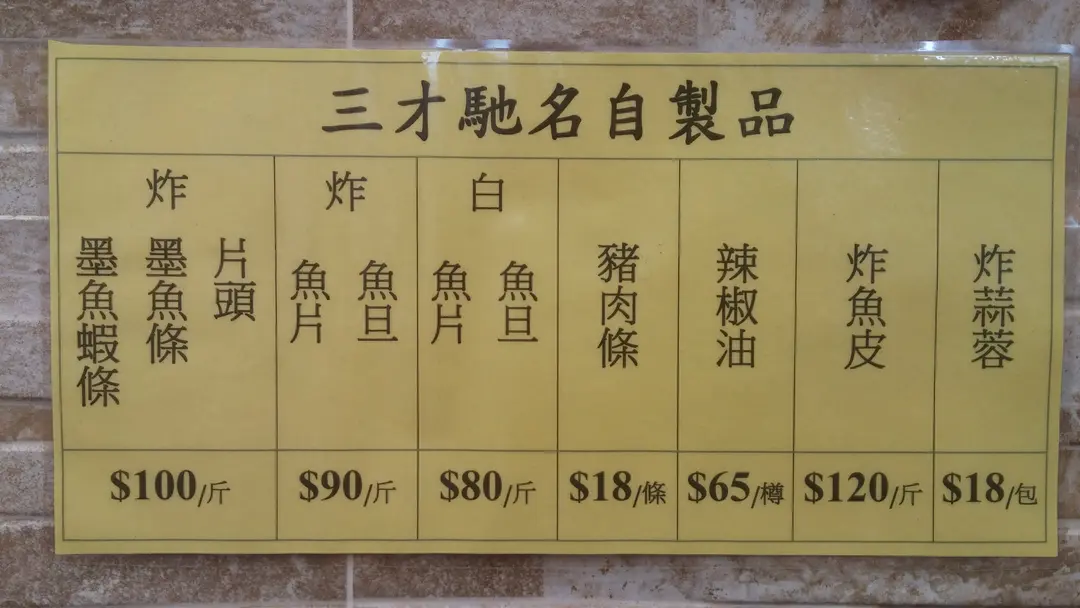 三才馳名自製品
炸
片頭
墨魚條
墨魚蝦條
$100/斤
炸
魚旦
魚片
$90/斤
白
魚旦
魚片
$80/斤
豬肉條
$18/條
辣椒油
$65/樽
炸魚皮
$120/斤
炸蒜蓉
$18/包